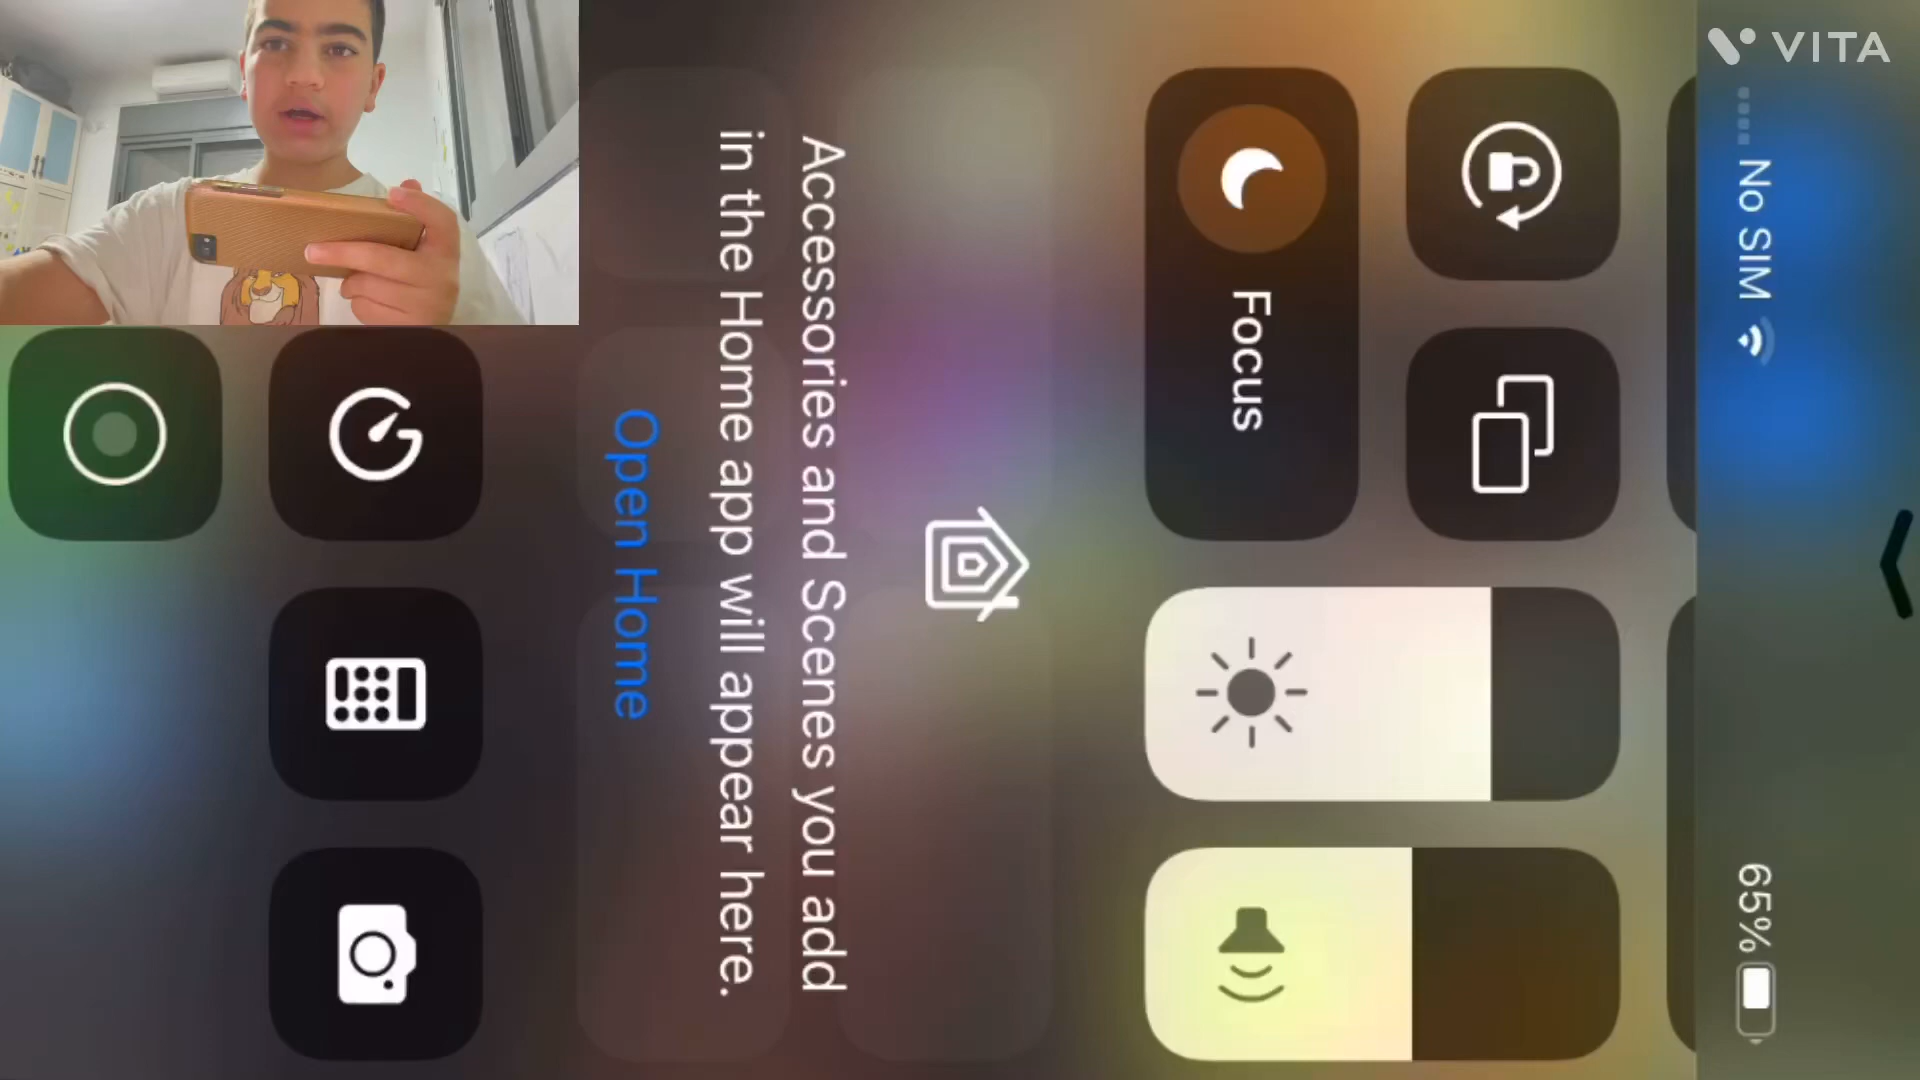 VITA
No SIM
65%
Focus
Accessories and Scenes you add
in the Home app will appear here.
Open Home